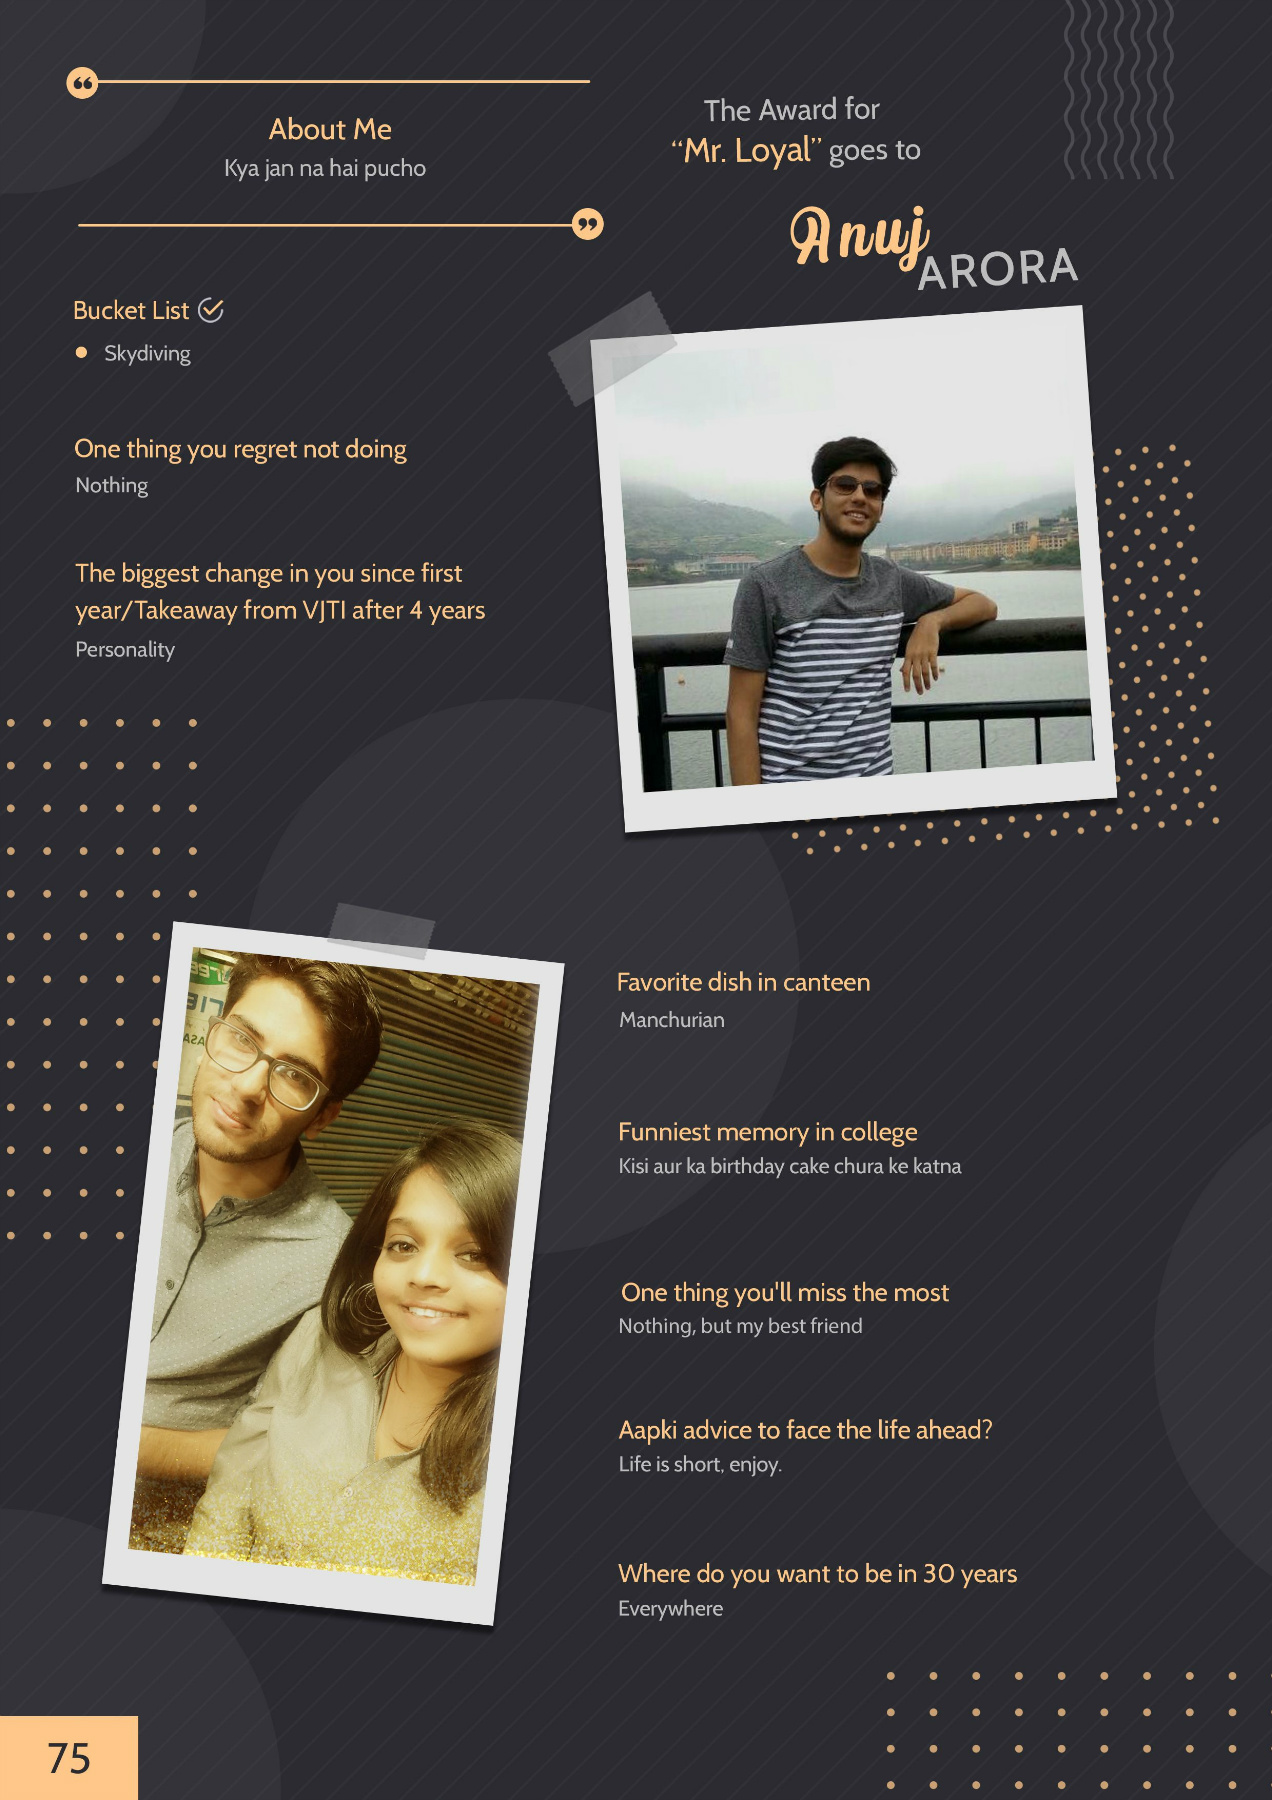 About Me
Kya jan na hai pucho
The Award for
“Mr. Loyal” goes to
Anuj
ARORA
Bucket List
Skydiving
One thing you regret not doing
Nothing
The biggest change in you since first
year/Takeaway from VJTI after 4 years
Personality
Favorite dish in canteen
Manchurian
Funniest memory in college
Kisi aur ka birthday cake chura ke katna
One thing you'll miss the most
Nothing, but my best friend
Aapki advice to face the life ahead?
Life is short, enjoy.
Where do you want to be in 30 years
Everywhere
75